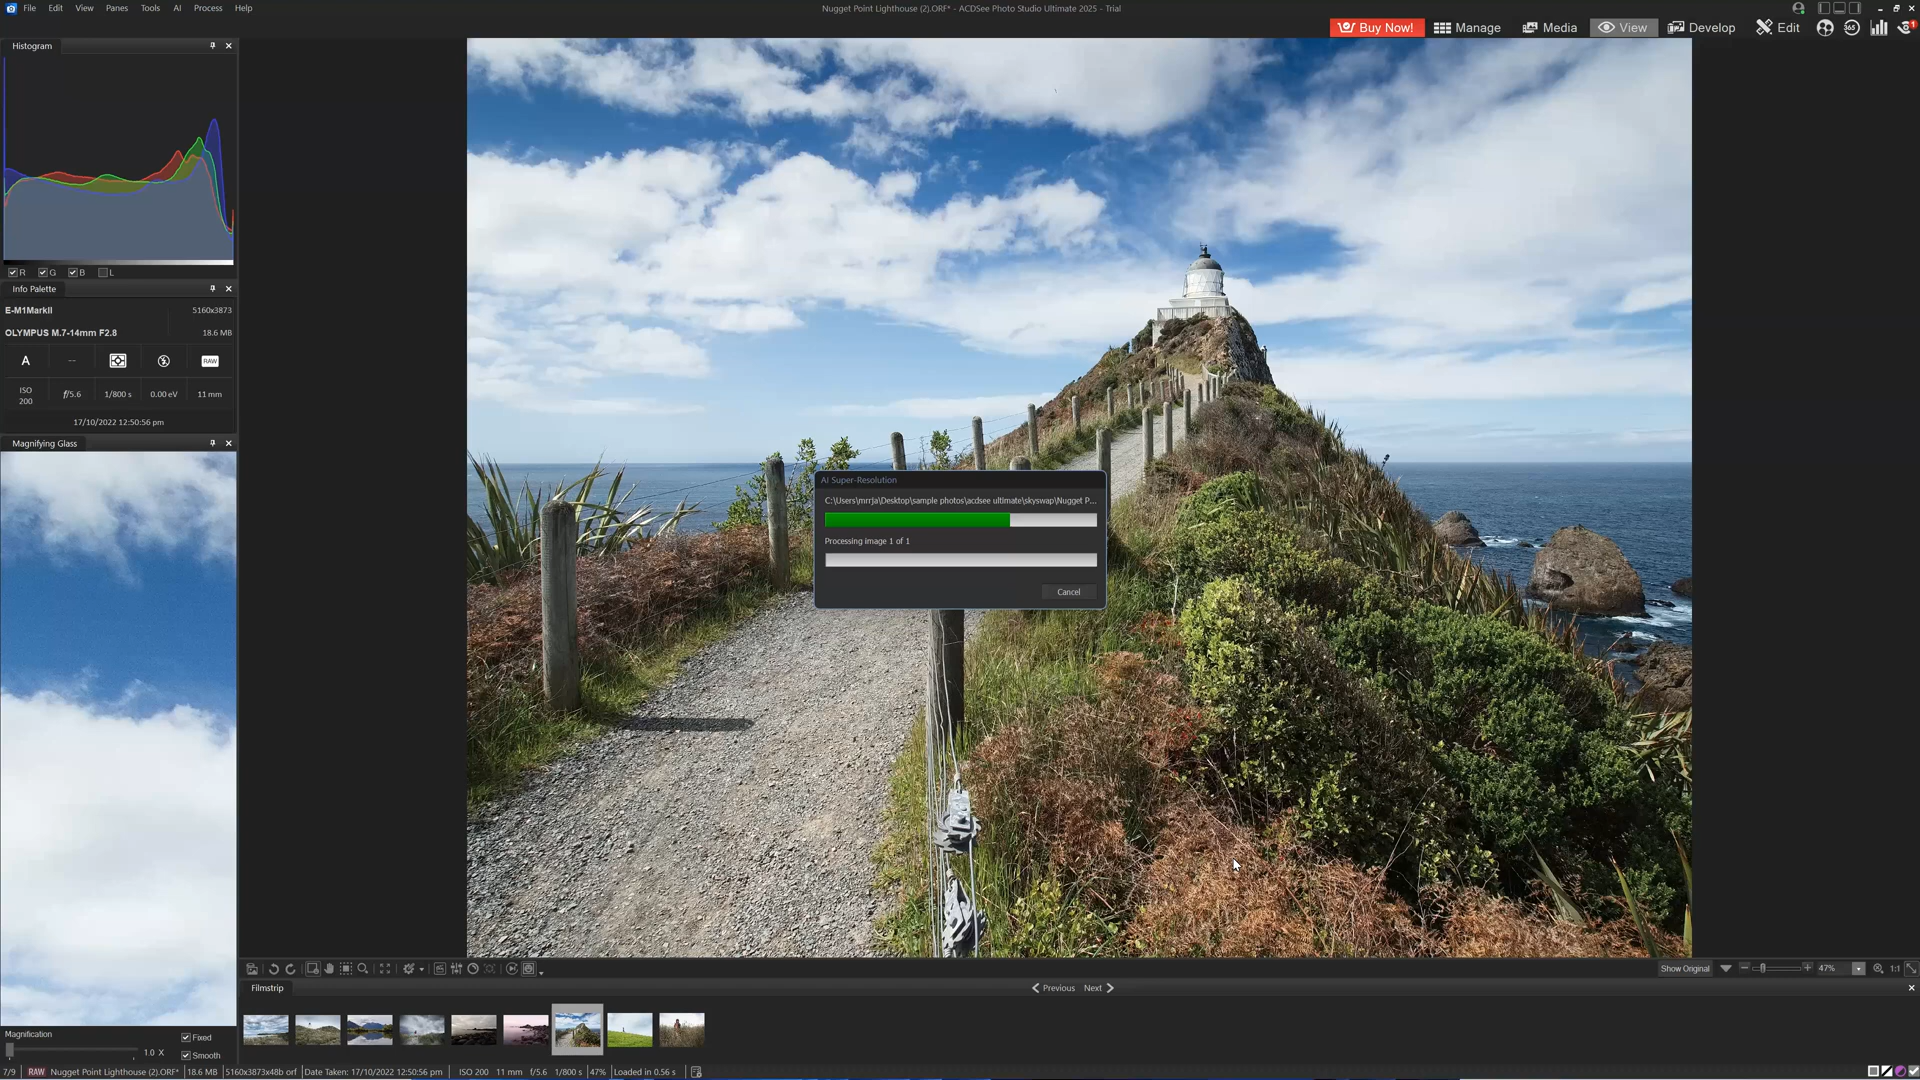 File Edit View Panes Tools AI Process Help
Nugget Point Lighthouse (2).ORF* - ACDSee Photo Studio Ultimate 2025 - Trial
Buy Now! Manage Media View Develop Edit 365 1
Histogram
R G B L
Info Palette
E-M1MarkII 5160x3873
OLYMPUS M.7-14mm F2.8 18.6 MB
A -- RAW
ISO 200 f/5.6 1/800 s 0.00 eV 11 mm
17/10/2022 12:50:56 pm
Magnifying Glass
AI Super-Resolution
C:\Users\mrrja\Desktop\sample photos\acdsee ultimate\skyswap\Nugget P...
Processing image 1 of 1
Cancel
Show Original 47% 1:1
Filmstrip
Previous Next
Magnification
Fixed
1.0 X
Smooth
7/9 RAW Nugget Point Lighthouse (2).ORF* 18.6 MB 5160x3873x48b orf Date Taken: 17/10/2022 12:50:56 pm ISO 200 11 mm f/5.6 1/800 s 47% Loaded in 0.56 s